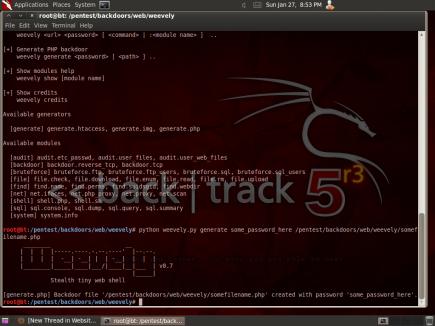 Applications Places System
Sun Jan 27, 8:53 PM
root@bt: /pentest/backdoors/web/weevely
File Edit View Terminal Help
weevely <url> <password> [ <command> | :<module name> ] ..
[+] Generate PHP backdoor
weevely generate <password> [ <path> ] ..
[+] Show modules help
weevely show [module name]
[+] Show credits
weevely credits
Available generators
[generate] generate.htaccess, generate.img, generate.php
Available modules
[audit] audit.etc_passwd, audit.user_files, audit.user_web_files
[backdoor] backdoor.reverse_tcp, backdoor.tcp
[bruteforce] bruteforce.ftp, bruteforce.ftp_users, bruteforce.sql, bruteforce.sql_users
[file] file.check, file.download, file.enum, file.read, file.rm, file.upload
[find] find.name, find.perms, find.suidsgid, find.webdir
[net] net.ifaces, net.php_proxy, net.proxy, net.scan
[shell] shell.php, shell.sh
[sql] sql.console, sql.dump, sql.query, sql.summary
[system] system.info
back | track 5 r3
root@bt:/pentest/backdoors/web/weevely# python weevely.py generate some_password_here /pentest/backdoors/web/weevely/somef
ilename.php
v0.7
Stealth tiny web shell
[generate.php] Backdoor file '/pentest/backdoors/web/weevely/somefilename.php' created with password 'some_password_here'.
root@bt:/pentest/backdoors/web/weevely#
[New Thread in Websit...
root@bt: /pentest/bac...